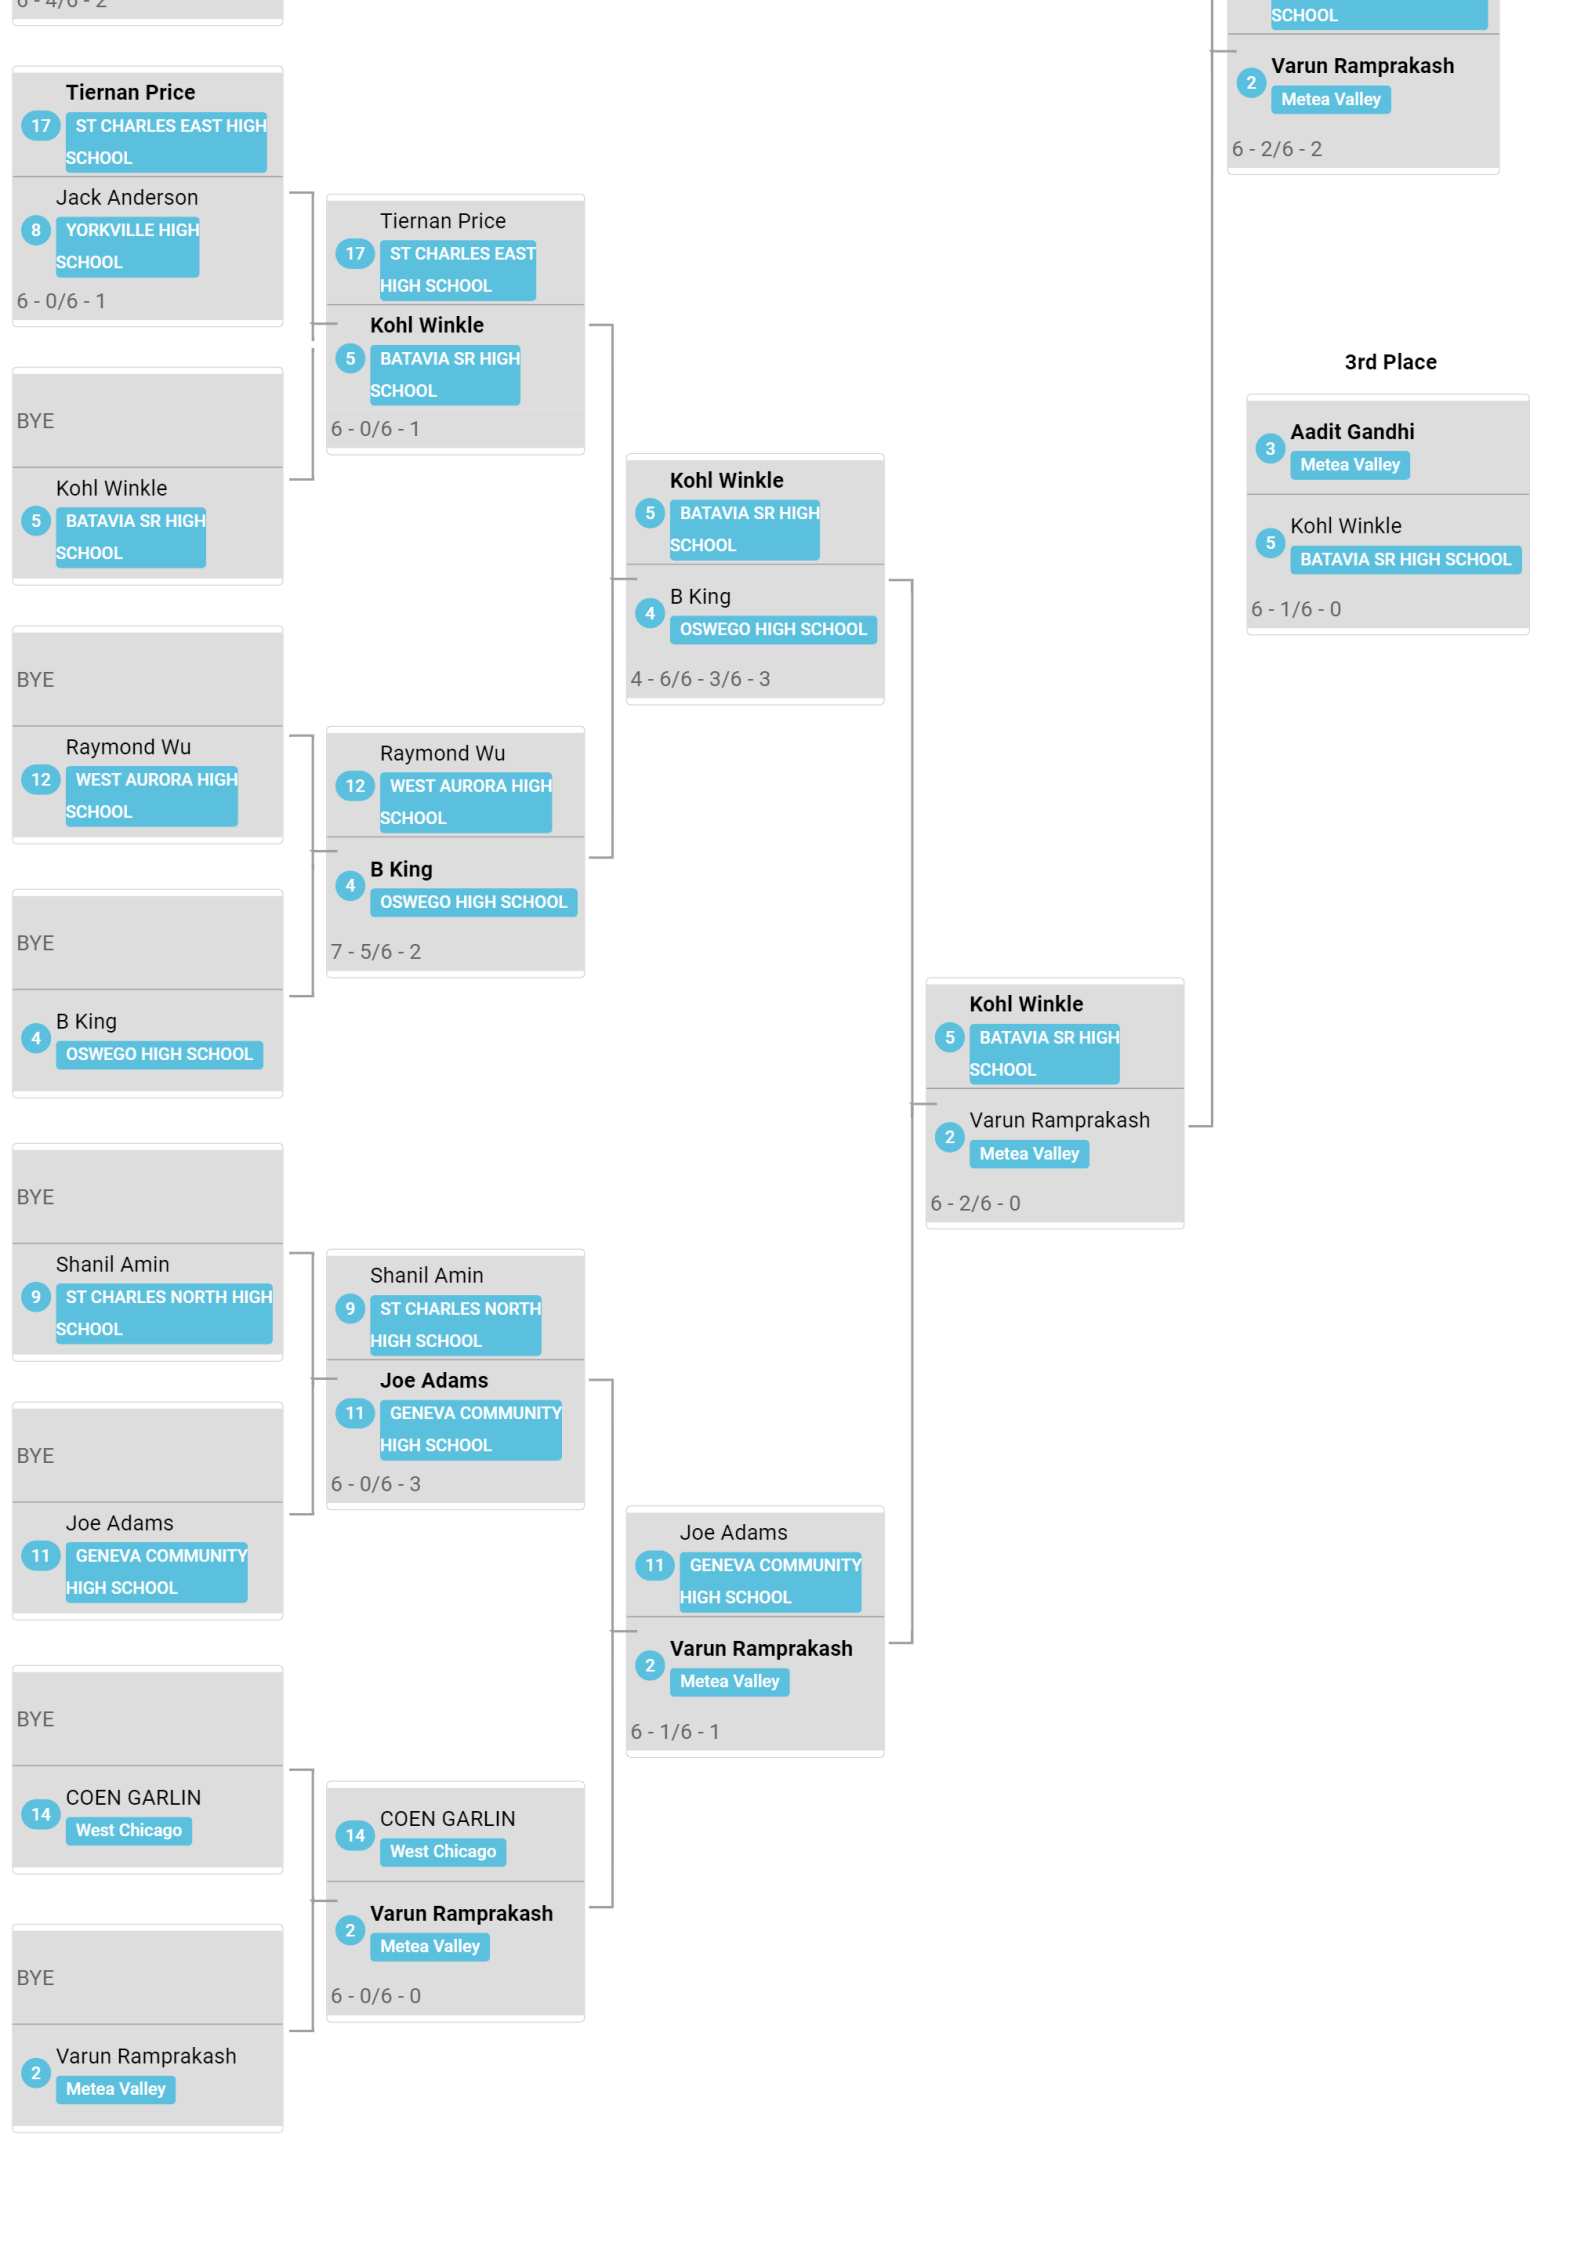 6 - 4/6 - 2
Tiernan Price
17
ST CHARLES EAST HIGH
SCHOOL
Jack Anderson
8
YORKVILLE HIGH
SCHOOL
6 - 0/6 - 1
BYE
Kohl Winkle
5
BATAVIA SR HIGH
SCHOOL
BYE
Raymond Wu
12
WEST AURORA HIGH
SCHOOL
BYE
B King
4
OSWEGO HIGH SCHOOL
BYE
Shanil Amin
9
ST CHARLES NORTH HIGH
SCHOOL
BYE
Joe Adams
11
GENEVA COMMUNITY
HIGH SCHOOL
BYE
COEN GARLIN
14
West Chicago
BYE
Varun Ramprakash
2
Metea Valley
Tiernan Price
17
ST CHARLES EAST
HIGH SCHOOL
Kohl Winkle
5
BATAVIA SR HIGH
SCHOOL
6 - 0/6 - 1
Raymond Wu
12
WEST AURORA HIGH
SCHOOL
B King
4
OSWEGO HIGH SCHOOL
7 - 5/6 - 2
Shanil Amin
9
ST CHARLES NORTH
HIGH SCHOOL
Joe Adams
11
GENEVA COMMUNITY
HIGH SCHOOL
6 - 0/6 - 3
COEN GARLIN
14
West Chicago
Varun Ramprakash
2
Metea Valley
6 - 0/6 - 0
Kohl Winkle
5
BATAVIA SR HIGH
SCHOOL
B King
4
OSWEGO HIGH SCHOOL
4 - 6/6 - 3/6 - 3
Joe Adams
11
GENEVA COMMUNITY
HIGH SCHOOL
Varun Ramprakash
2
Metea Valley
6 - 1/6 - 1
Kohl Winkle
5
BATAVIA SR HIGH
SCHOOL
Varun Ramprakash
2
Metea Valley
6 - 2/6 - 0
SCHOOL
Varun Ramprakash
2
Metea Valley
6 - 2/6 - 2
3rd Place
Aadit Gandhi
3
Metea Valley
Kohl Winkle
5
BATAVIA SR HIGH SCHOOL
6 - 1/6 - 0